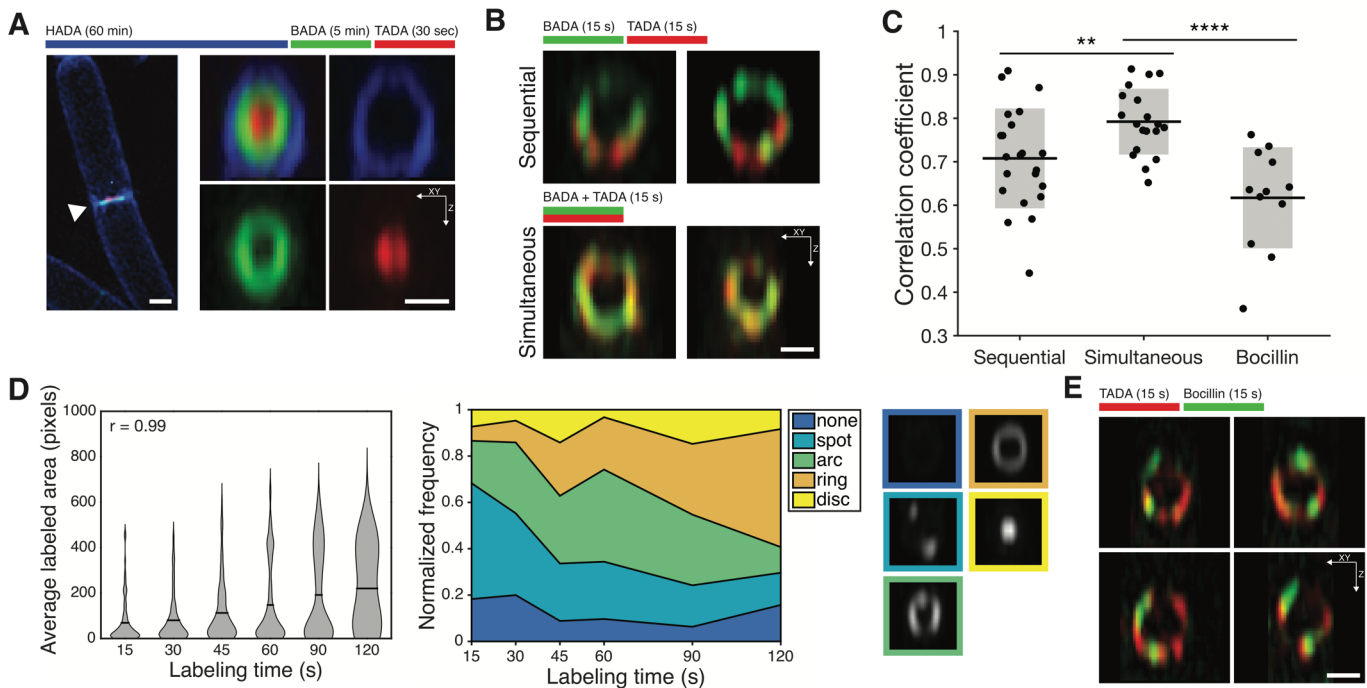 A
HADA (60 min) BADA (5 min) TADA (30 sec)
XY
Z
B
BADA (15 s) TADA (15 s)
Sequential
BADA + TADA (15 s)
Simultaneous
XY
Z
C
** ****
Correlation coefficient
1
0.9
0.8
0.7
0.6
0.5
0.4
0.3
Sequential Simultaneous Bocillin
D
Average labeled area (pixels)
r = 0.99
1000
800
600
400
200
0
15 30 45 60 90 120
Labeling time (s)
Normalized frequency
1
0.8
0.6
0.4
0.2
0
15 30 45 60 90 120
Labeling time (s)
none
spot
arc
ring
disc
E
TADA (15 s) Bocillin (15 s)
XY
Z